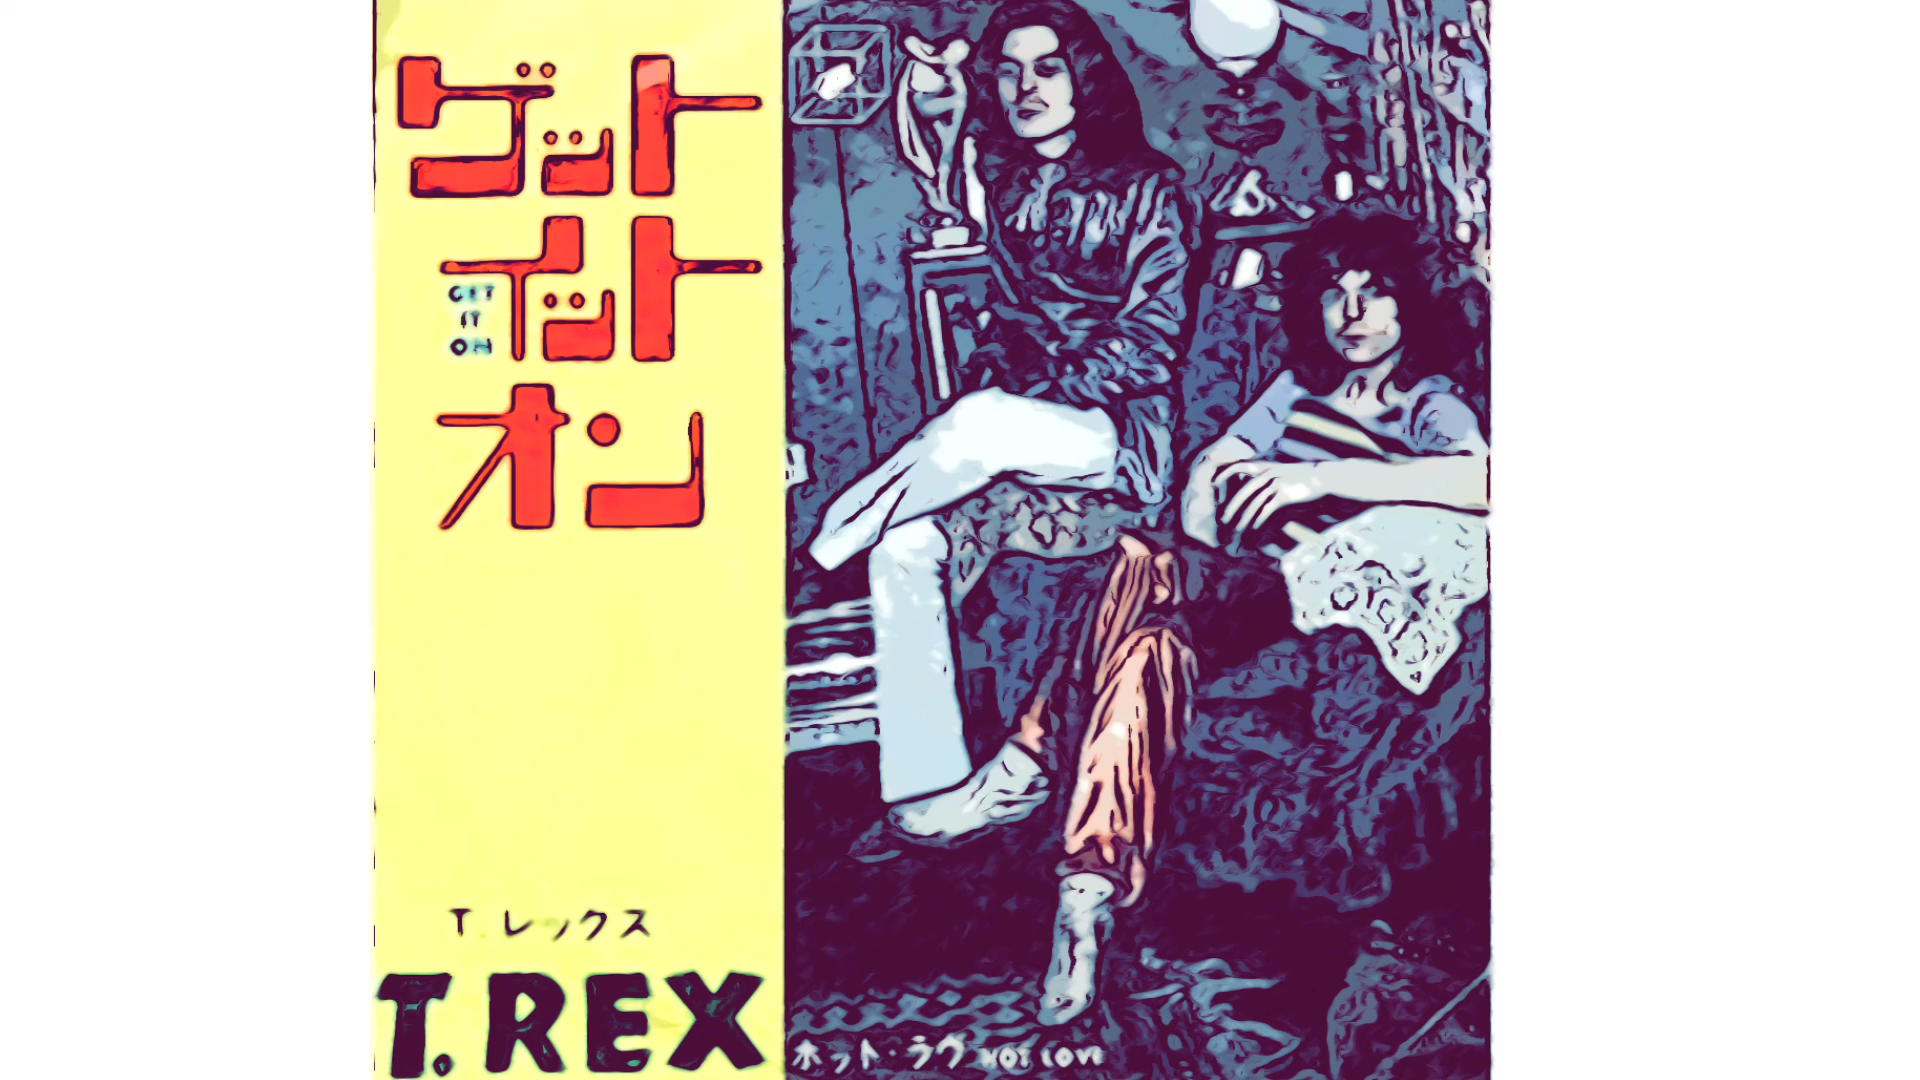 ゲット
イット
GET
IT
ON
オン
T. レックス
T. REX
ホット・ラヴ HOT LOVE